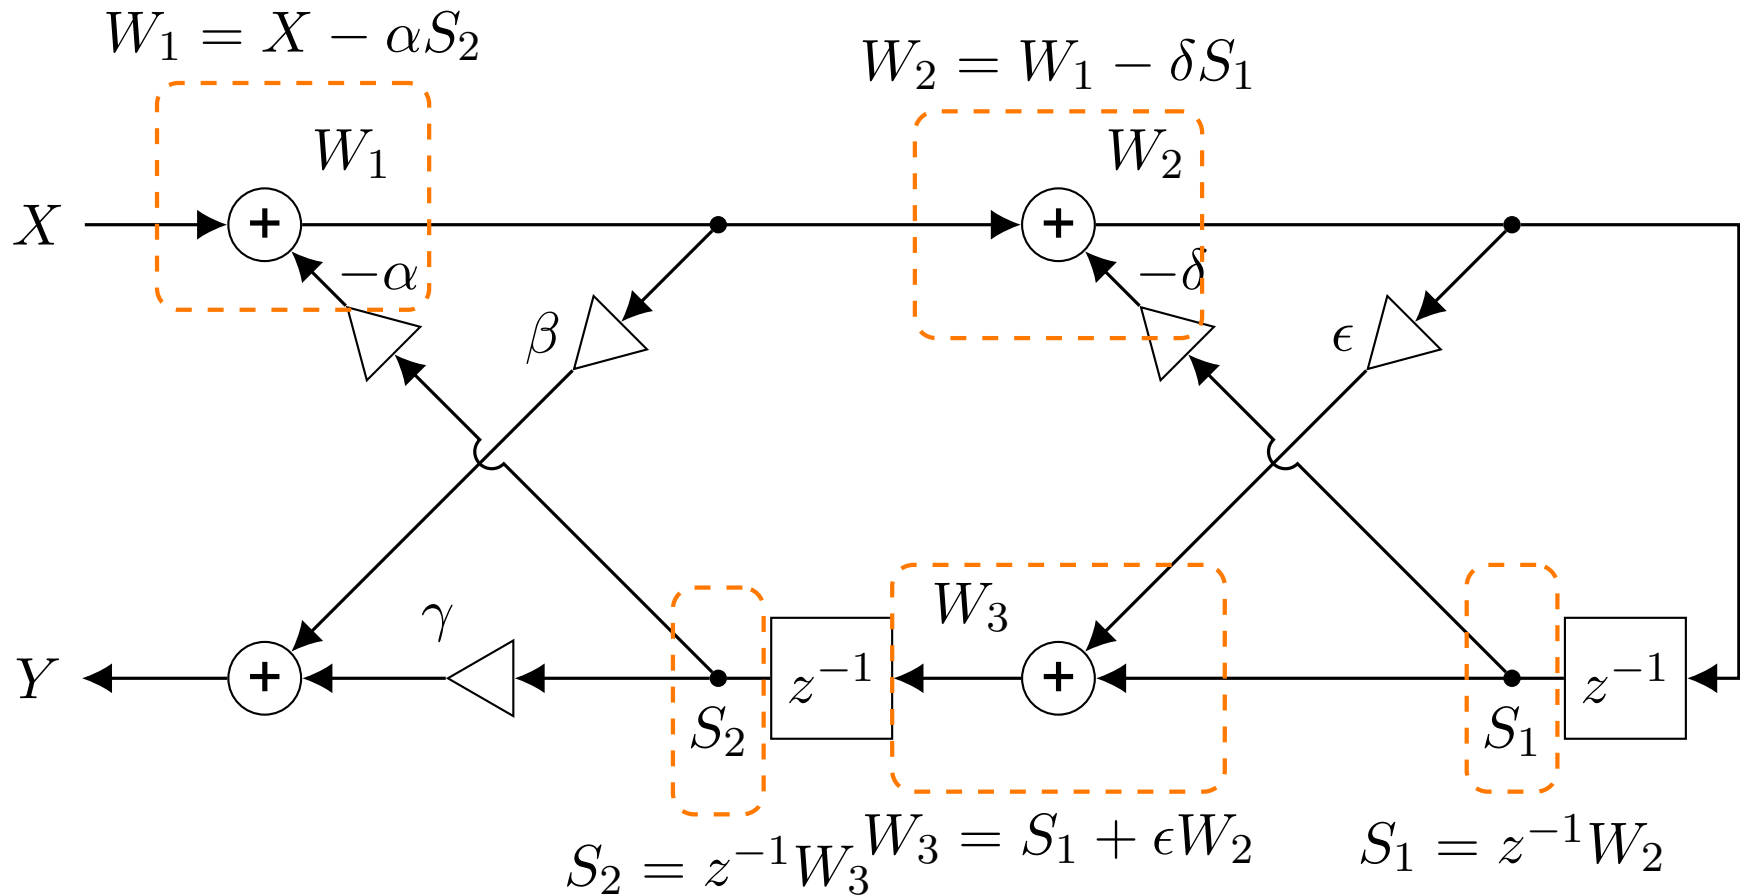 W₁ = X − αS₂
W₂ = W₁ − δS₁
W₁
W₂
X
+
+
−α
−δ
β
ϵ
W₃
γ
Y
+
z⁻¹
+
z⁻¹
S₂
S₁
W₃ = S₁ + ϵW₂
S₁ = z⁻¹W₂
S₂ = z⁻¹W₃